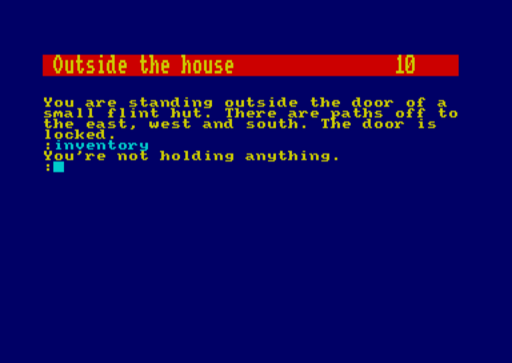 Outside the house 10
You are standing outside the door of a
small flint hut. There are paths off to
the east, west and south. The door is
locked.
:inventory
You're not holding anything.
: